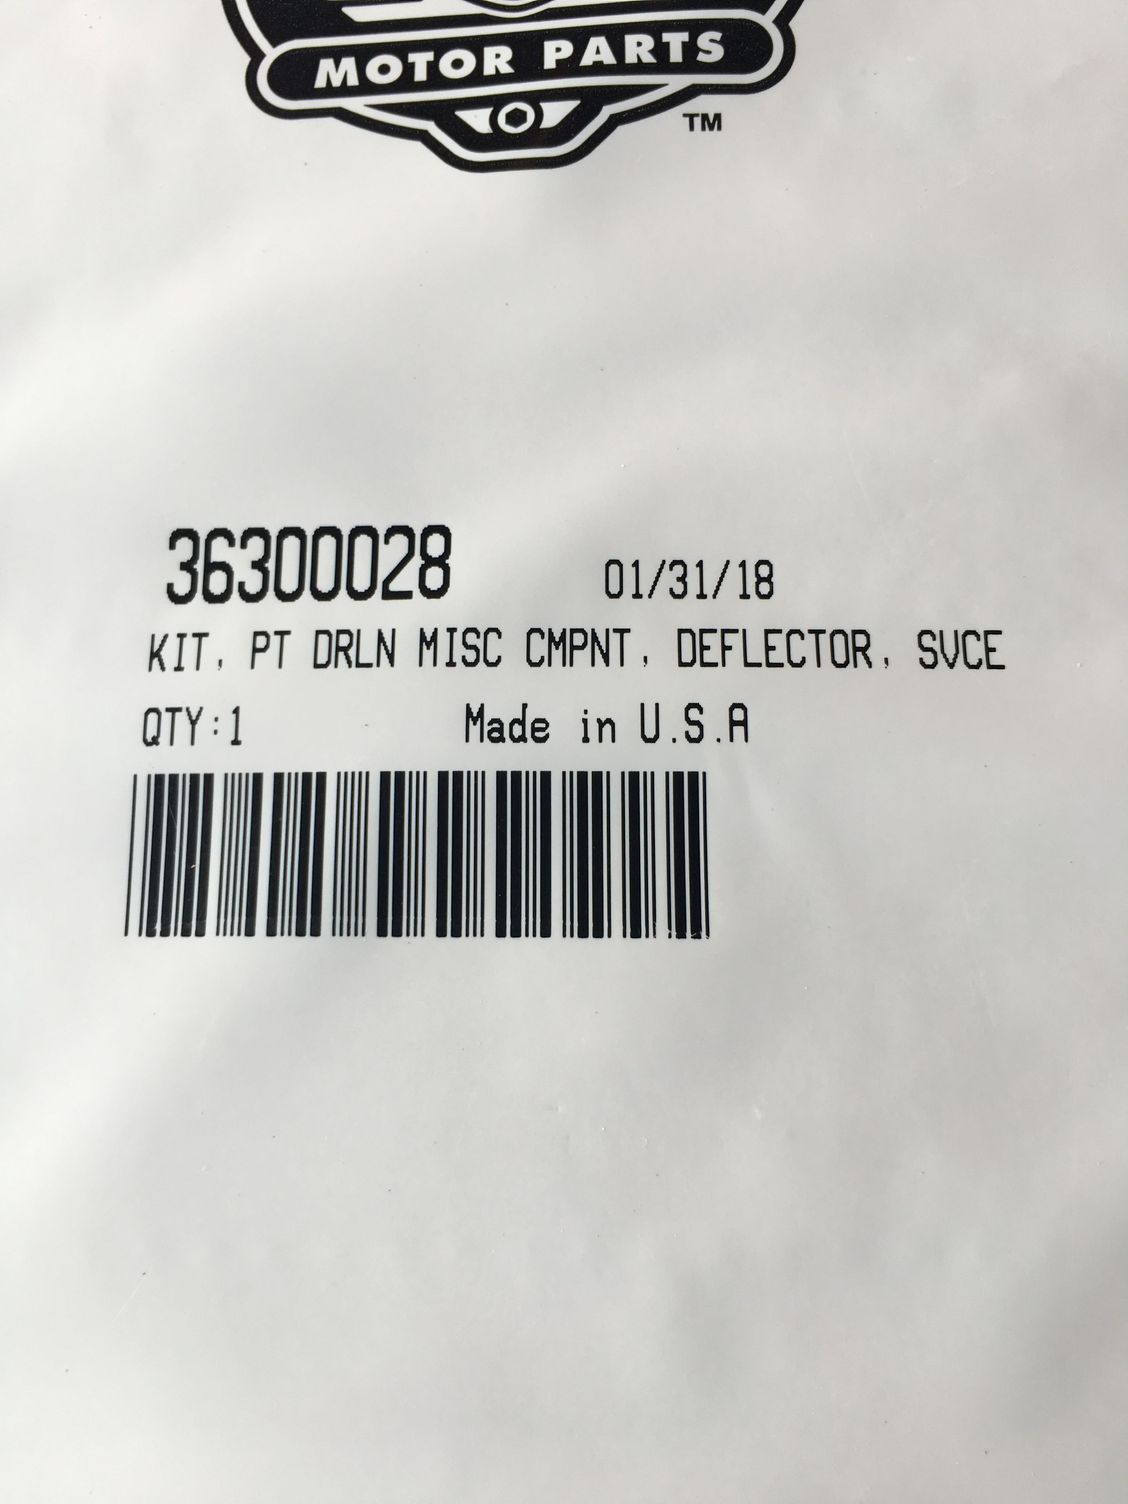 MOTOR PARTS
TM
36300028 01/31/18
KIT, PT DRLN MISC CMPNT, DEFLECTOR, SVCE
QTY:1 Made in U.S.A